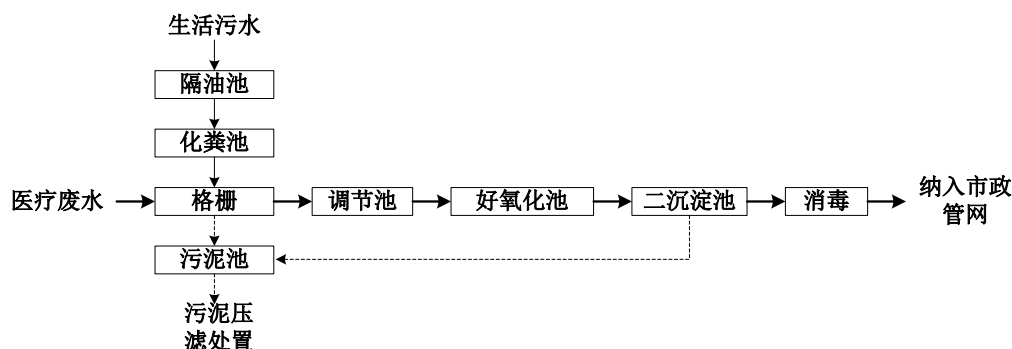 生活污水
隔油池
化粪池
医疗废水
格栅
调节池
好氧化池
二沉淀池
消毒
纳入市政
管网
污泥池
污泥压
滤处置